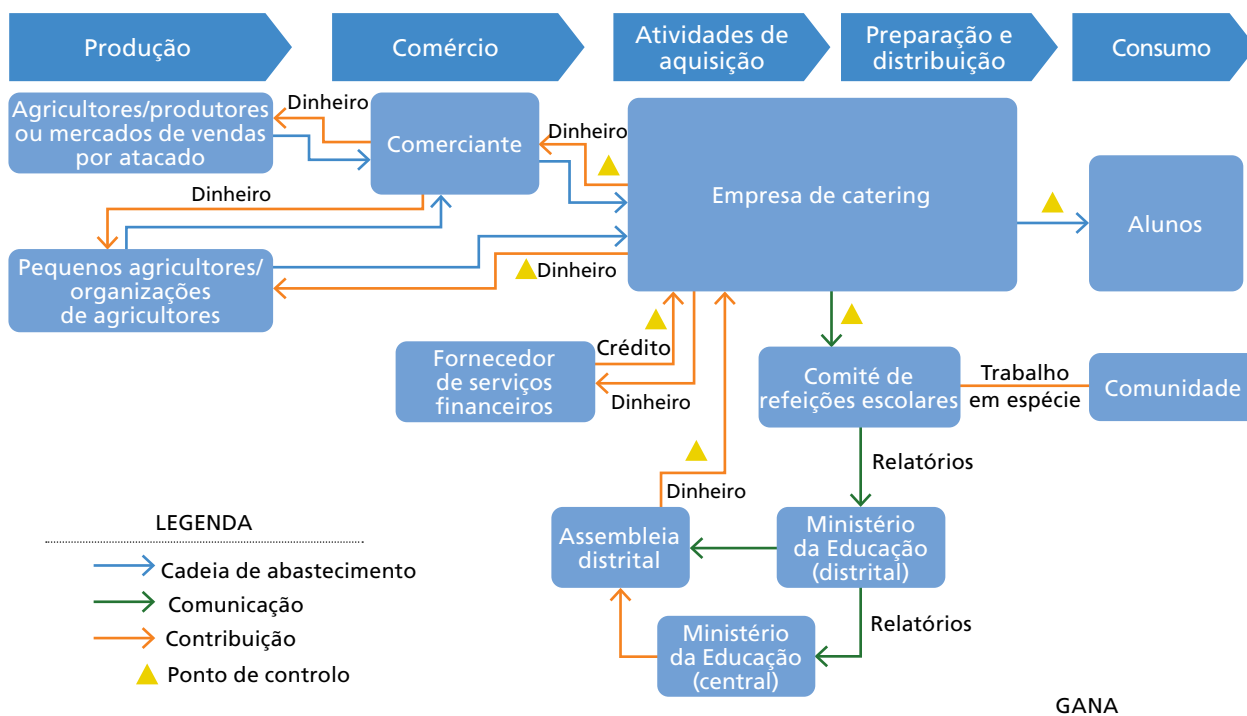 Produção
Comércio
Atividades de
aquisição
Preparação e
distribuição
Consumo
Agricultores/produtores
ou mercados de vendas
por atacado
Dinheiro
Comerciante
Dinheiro
Empresa de catering
Alunos
Dinheiro
Pequenos agricultores/
organizações
de agricultores
Dinheiro
Fornecedor
de serviços
financeiros
Crédito
Dinheiro
Comité de
refeições escolares
Trabalho
em espécie
Comunidade
Relatórios
Dinheiro
Assembleia
distrital
Ministério
da Educação
(distrital)
Relatórios
Ministério
da Educação
(central)
LEGENDA
Cadeia de abastecimento
Comunicação
Contribuição
Ponto de controlo
GANA